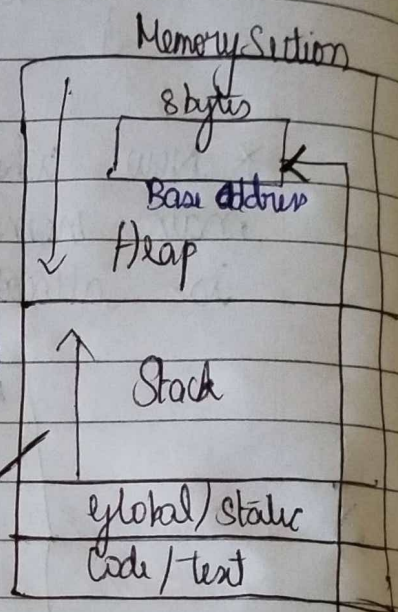 Memory Section
8 bytes
Base address
Heap
Stack
global/static
Code/text